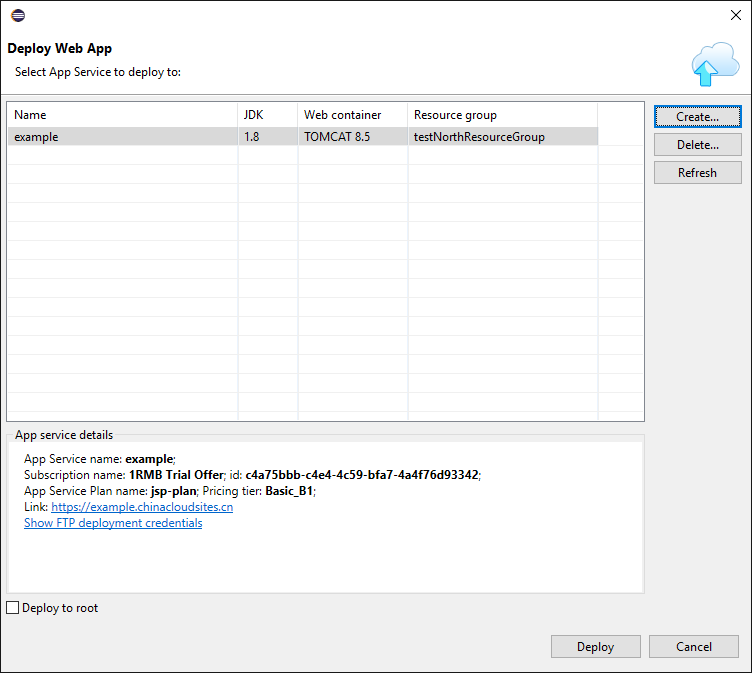 Deploy Web App
Select App Service to deploy to:
Name JDK Web container Resource group
example 1.8 TOMCAT 8.5 testNorthResourceGroup
Create...
Delete...
Refresh
App service details
App Service name: example;
Subscription name: 1RMB Trial Offer; id: c4a75bbb-c4e4-4c59-bfa7-4a4f76d93342;
App Service Plan name: jsp-plan; Pricing tier: Basic_B1;
Link: https://example.chinacloudsites.cn
Show FTP deployment credentials
Deploy to root
Deploy Cancel